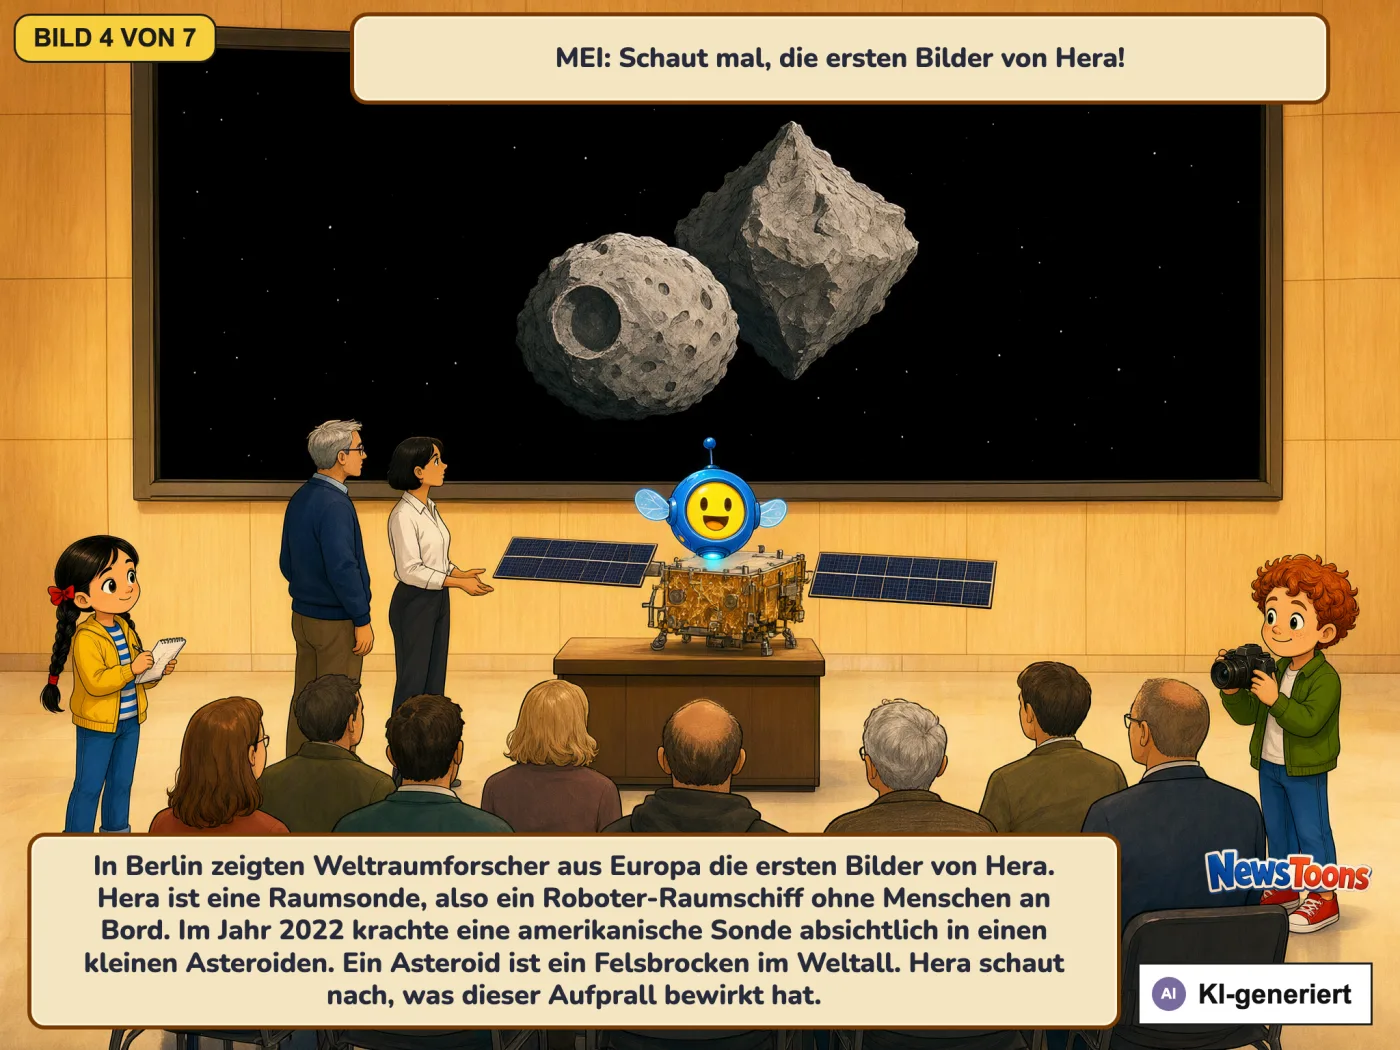 BILD 4 VON 7
MEI: Schaut mal, die ersten Bilder von Hera!
In Berlin zeigten Weltraumforscher aus Europa die ersten Bilder von Hera.
Hera ist eine Raumsonde, also ein Roboter-Raumschiff ohne Menschen an
Bord. Im Jahr 2022 krachte eine amerikanische Sonde absichtlich in einen
kleinen Asteroiden. Ein Asteroid ist ein Felsbrocken im Weltall. Hera schaut
nach, was dieser Aufprall bewirkt hat.
NEWSTOONS
AI KI-generiert